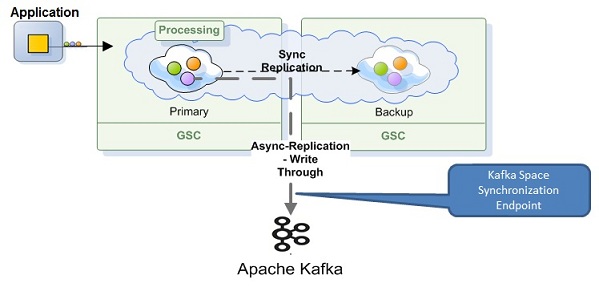 Application
Processing
Sync
Replication
Primary
Backup
GSC
GSC
Async-Replication
- Write
Through
Kafka Space
Synchronization
Endpoint
Apache Kafka